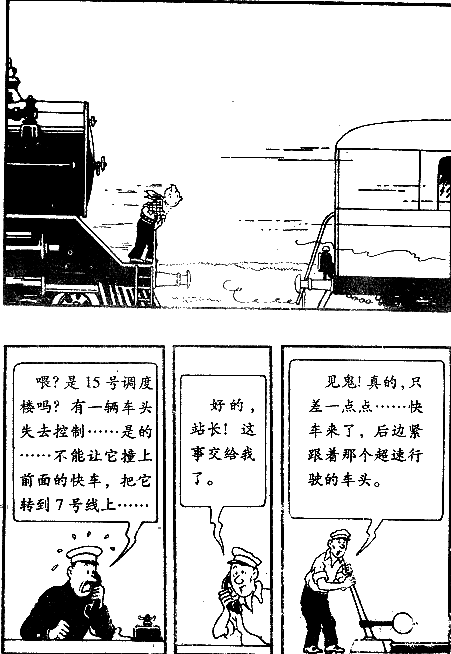 喂?是15号调度
楼吗?有一辆车头
失去控制……是的
……不能让它撞上
前面的快车,把它
转到7号线上……
好的,
站长!这
事交给我
了。
见鬼!真的,只
差一点点……快
车来了,后边紧
跟着那个超速行
驶的车头。